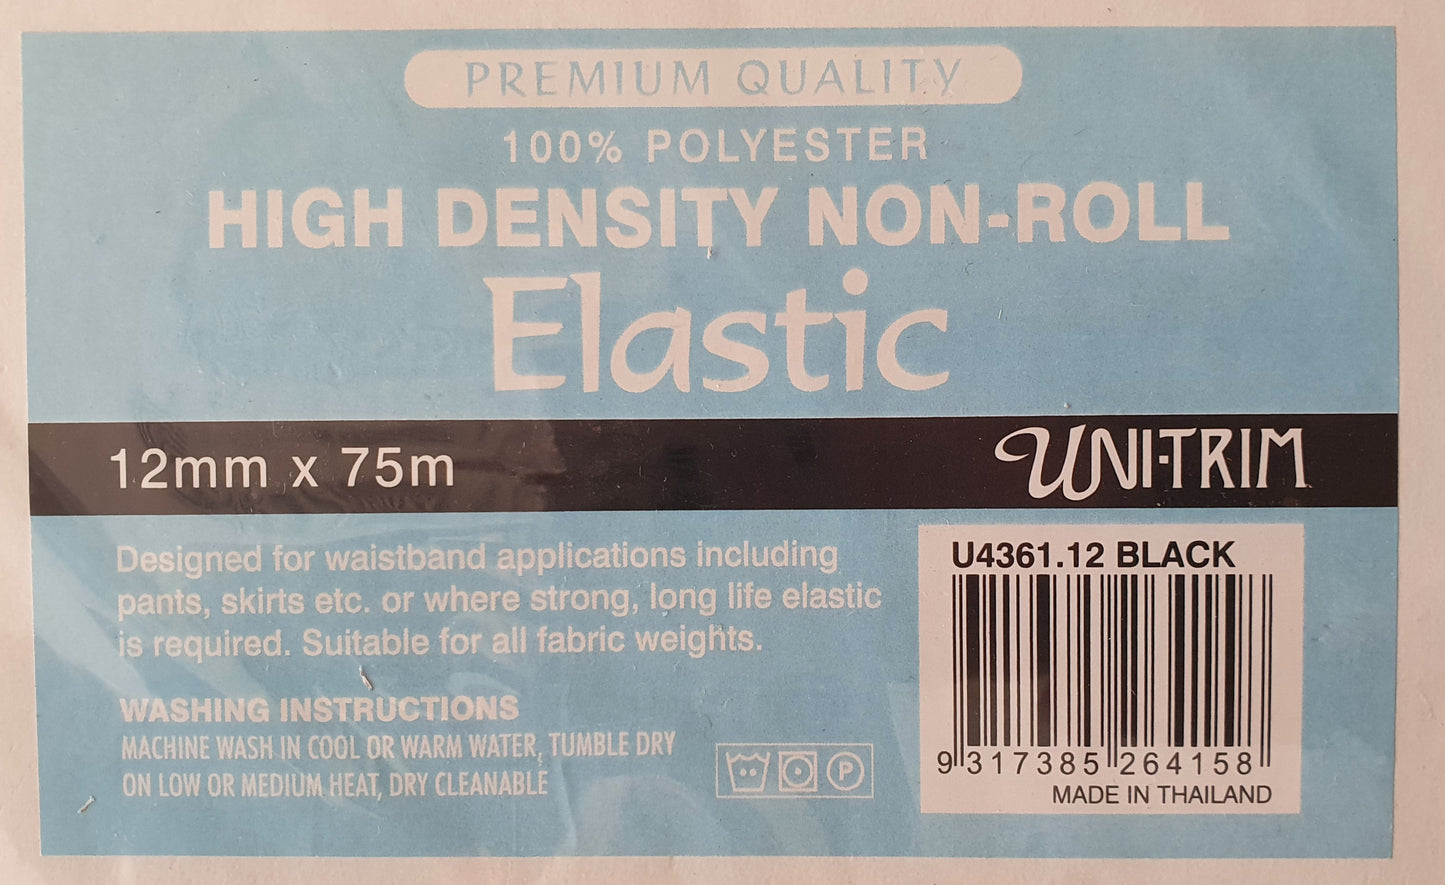 PREMIUM QUALITY
100% POLYESTER
HIGH DENSITY NON-ROLL
Elastic
12mm x 75m
UNI-TRIM
Designed for waistband applications including
pants, skirts etc. or where strong, long life elastic
is required. Suitable for all fabric weights.
WASHING INSTRUCTIONS
MACHINE WASH IN COOL OR WARM WATER, TUMBLE DRY
ON LOW OR MEDIUM HEAT, DRY CLEANABLE
P
U4361.12 BLACK
9 317385 264158
MADE IN THAILAND